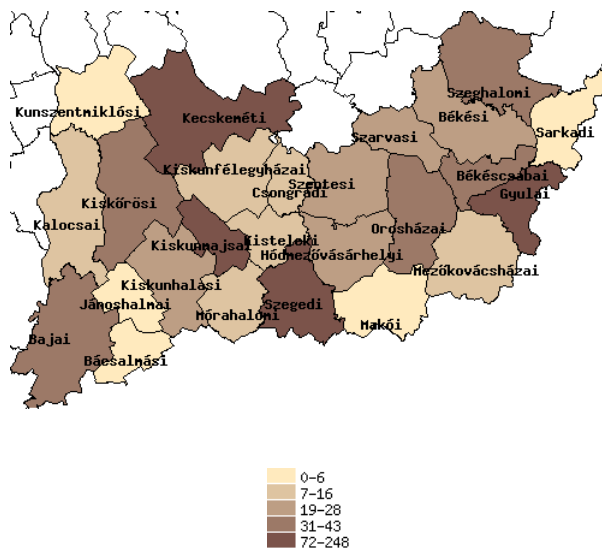 Szeghalomi
Kunszentmiklósi
Kecskeméti
Békési
Sarkadi
Szarvasi
Kiskunfélegyházai
Békéscsabai
Szentesi
Csongrádi
Gyulai
Kiskőrösi
Kalocsai
Orosházai
Kiskunmajsai
Kisteleki
Hódmezővásárhelyi
Mezőkovácsházai
Kiskunhalasi
Jánoshalmai
Szegedi
Mórahalomi
Makói
Bajai
Bácsalmási
0-6
7-16
19-28
31-43
72-248